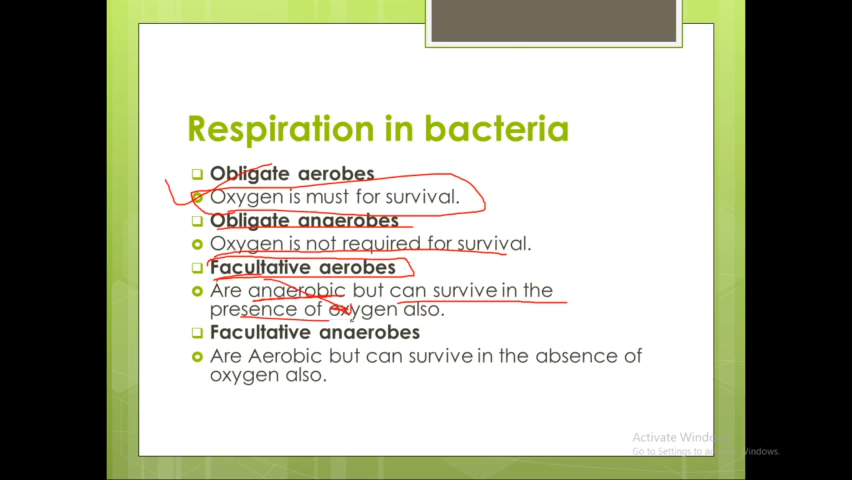 Respiration in bacteria
Obligate aerobes
Oxygen is must for survival.
Obligate anaerobes
Oxygen is not required for survival.
Facultative aerobes
Are anaerobic but can survive in the
presence of oxygen also.
Facultative anaerobes
Are Aerobic but can survive in the absence of
oxygen also.
Activate Windows
Go to Settings to activate Windows.